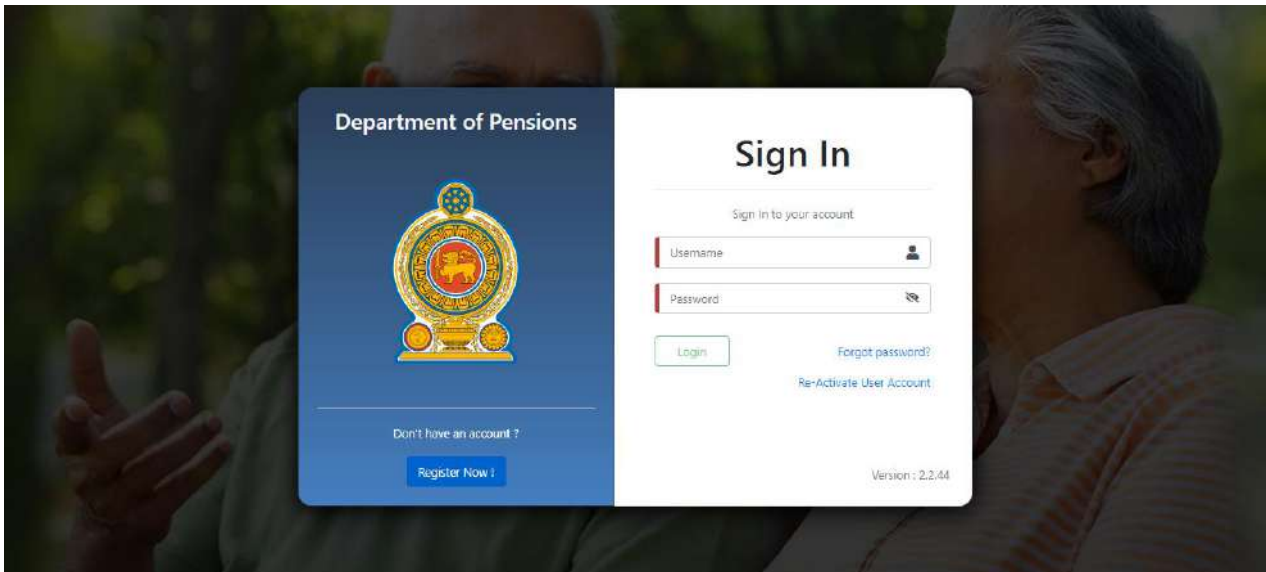 Department of Pensions
Don't have an account ?
Register Now !
Sign In
Sign In to your account
Username
Password
Login
Forgot password?
Re-Activate User Account
Version : 2.2.44